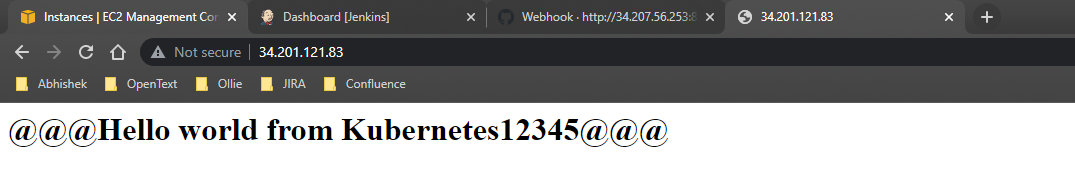 Instances | EC2 Management Con
Dashboard [Jenkins]
Webhook · http://34.207.56.253:8
34.201.121.83
Not secure
34.201.121.83
Abhishek
OpenText
Ollie
JIRA
Confluence
@@@Hello world from Kubernetes12345@@@